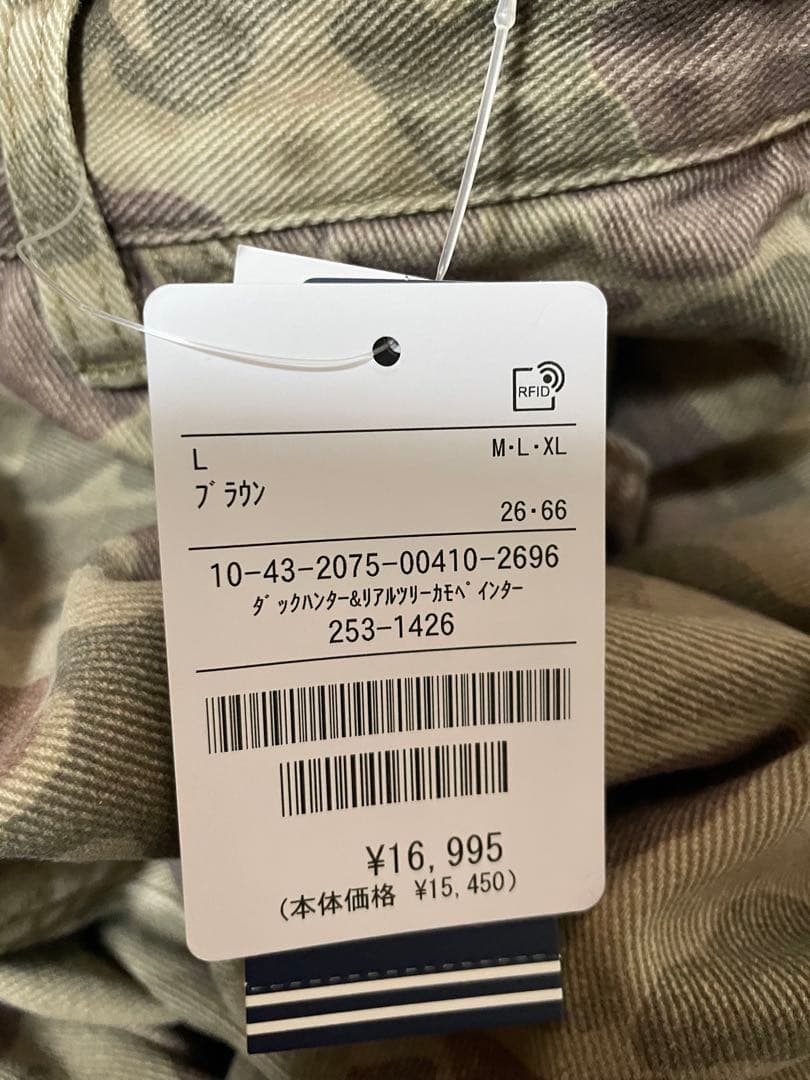 RFID
L M・L・XL
ﾌﾞﾗｳﾝ
26・66
10-43-2075-00410-2696
ﾀﾞｯｸﾊﾝﾀｰ&ﾘｱﾙﾂﾘｰｶﾓﾍﾟｲﾝﾀｰ
253-1426
¥16,995
(本体価格 ¥15,450)